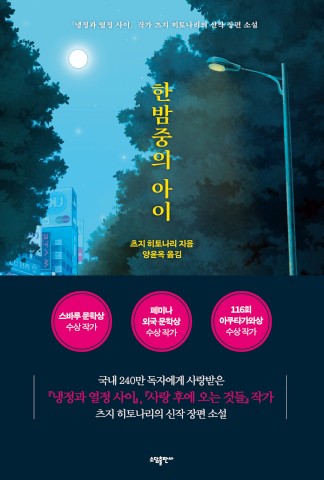 『냉정과 열정 사이』 작가 츠지 히토나리의 신작 장편 소설
한밤중의 아이
츠지 히토나리 지음
양윤옥 옮김
스바루 문학상
수상 작가
페미나
외국 문학상
수상 작가
116회
아쿠타가와상
수상 작가
국내 240만 독자에게 사랑받은
『냉정과 열정 사이』, 『사랑 후에 오는 것들』 작가
츠지 히토나리의 신작 장편 소설
소담출판사